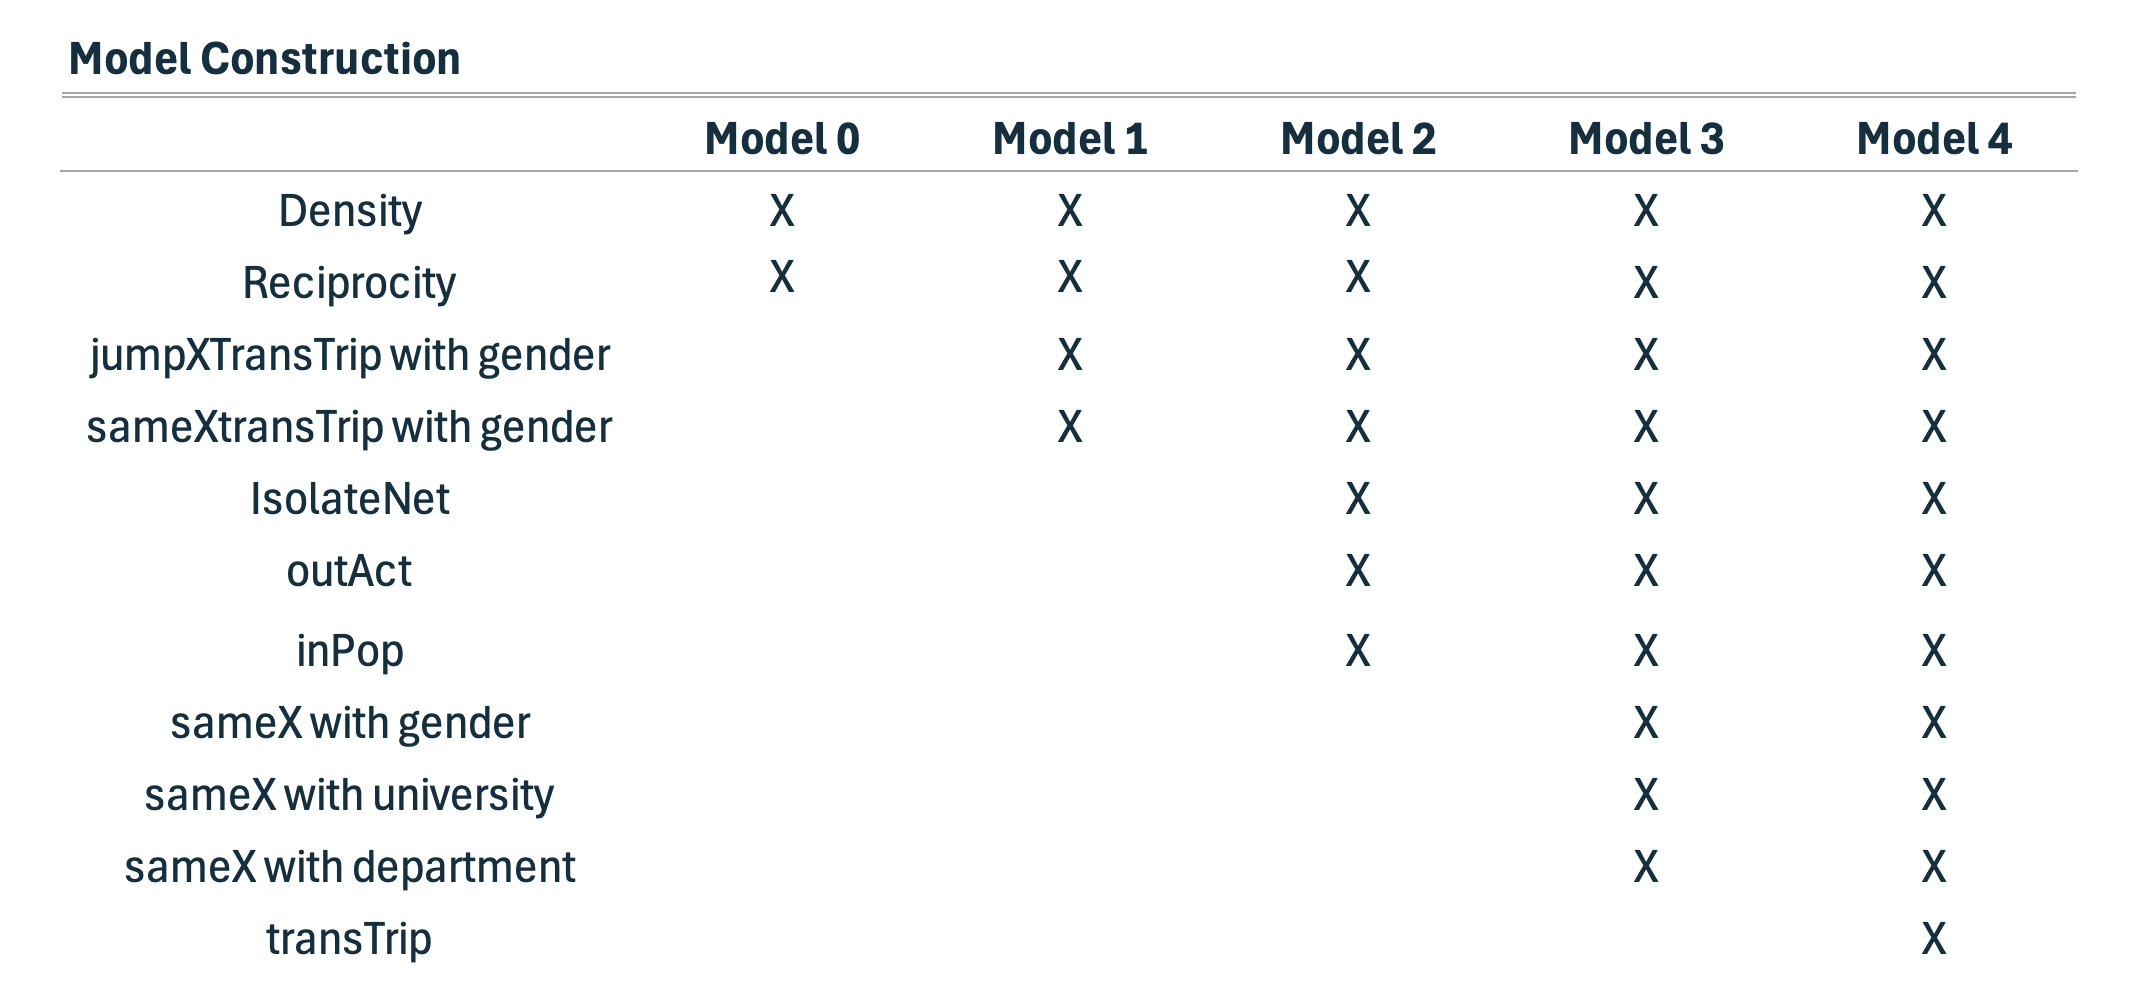 Model Construction
Model 0 Model 1 Model 2 Model 3 Model 4
Density X X X X X
Reciprocity X X X X X
jumpXTransTrip with gender X X X X
sameXtransTrip with gender X X X X
IsolateNet X X X
outAct X X X
inPop X X X
sameX with gender X X
sameX with university X X
sameX with department X X
transTrip X